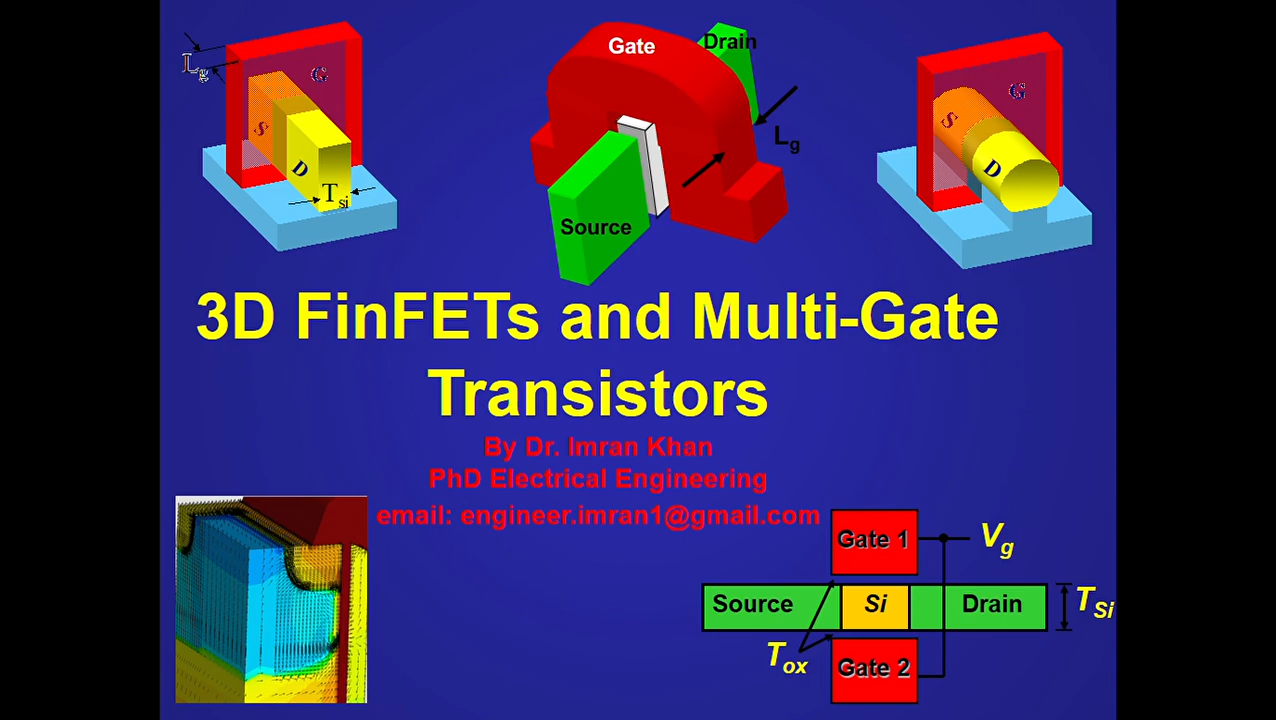 Lg
G
S
D
Tsi
Gate
Drain
Lg
Source
G
S
D
3D FinFETs and Multi-Gate
Transistors
By Dr. Imran Khan
PhD Electrical Engineering
email: engineer.imran1@gmail.com
Gate 1
Vg
Source
Si
Drain
TSi
Tox
Gate 2